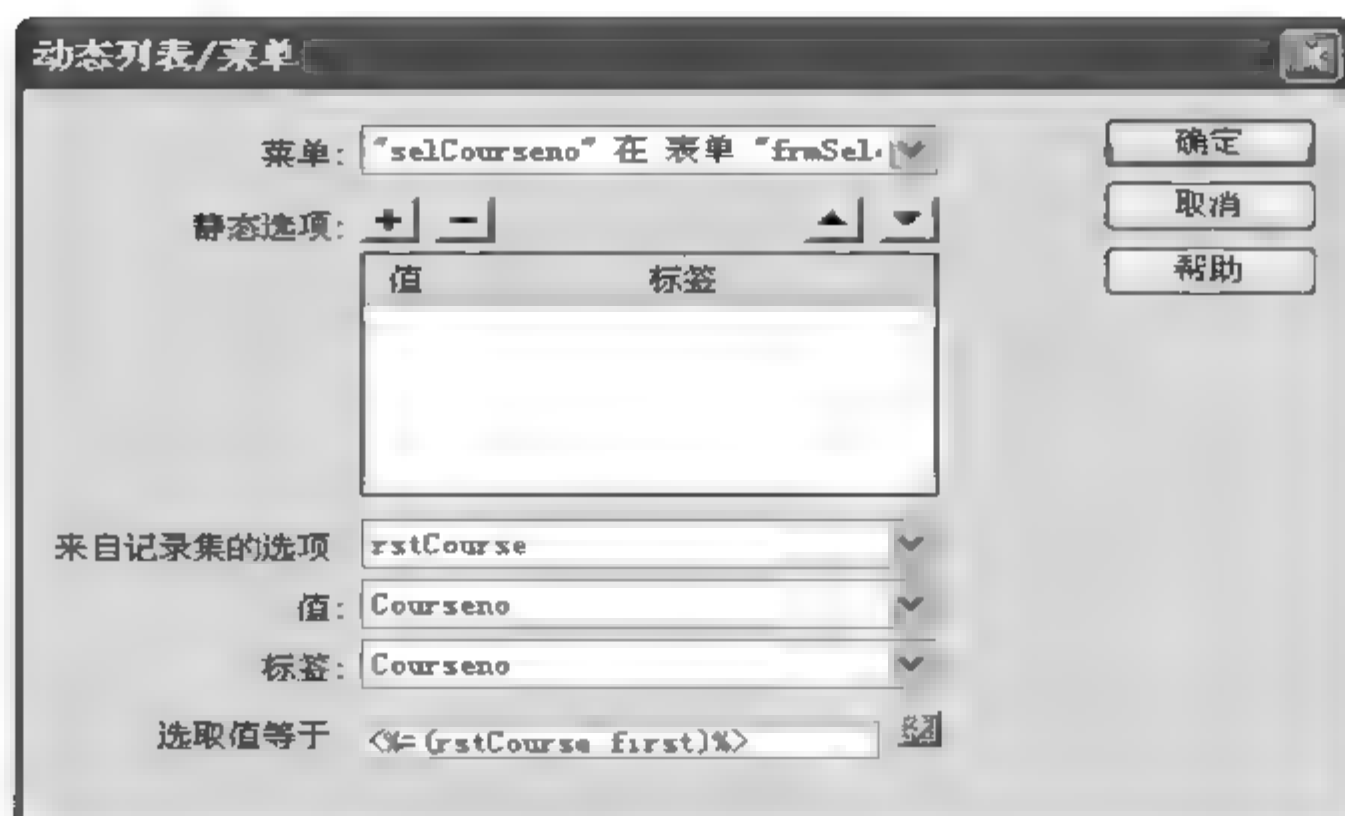 动态列表/菜单
菜单: "selCourseno" 在 表单 "frmSel
确定
静态选项:
取消
值 标签
帮助
来自记录集的选项 rstCourse
值: Courseno
标签: Courseno
选取值等于 <%=(rstCourse first)%>